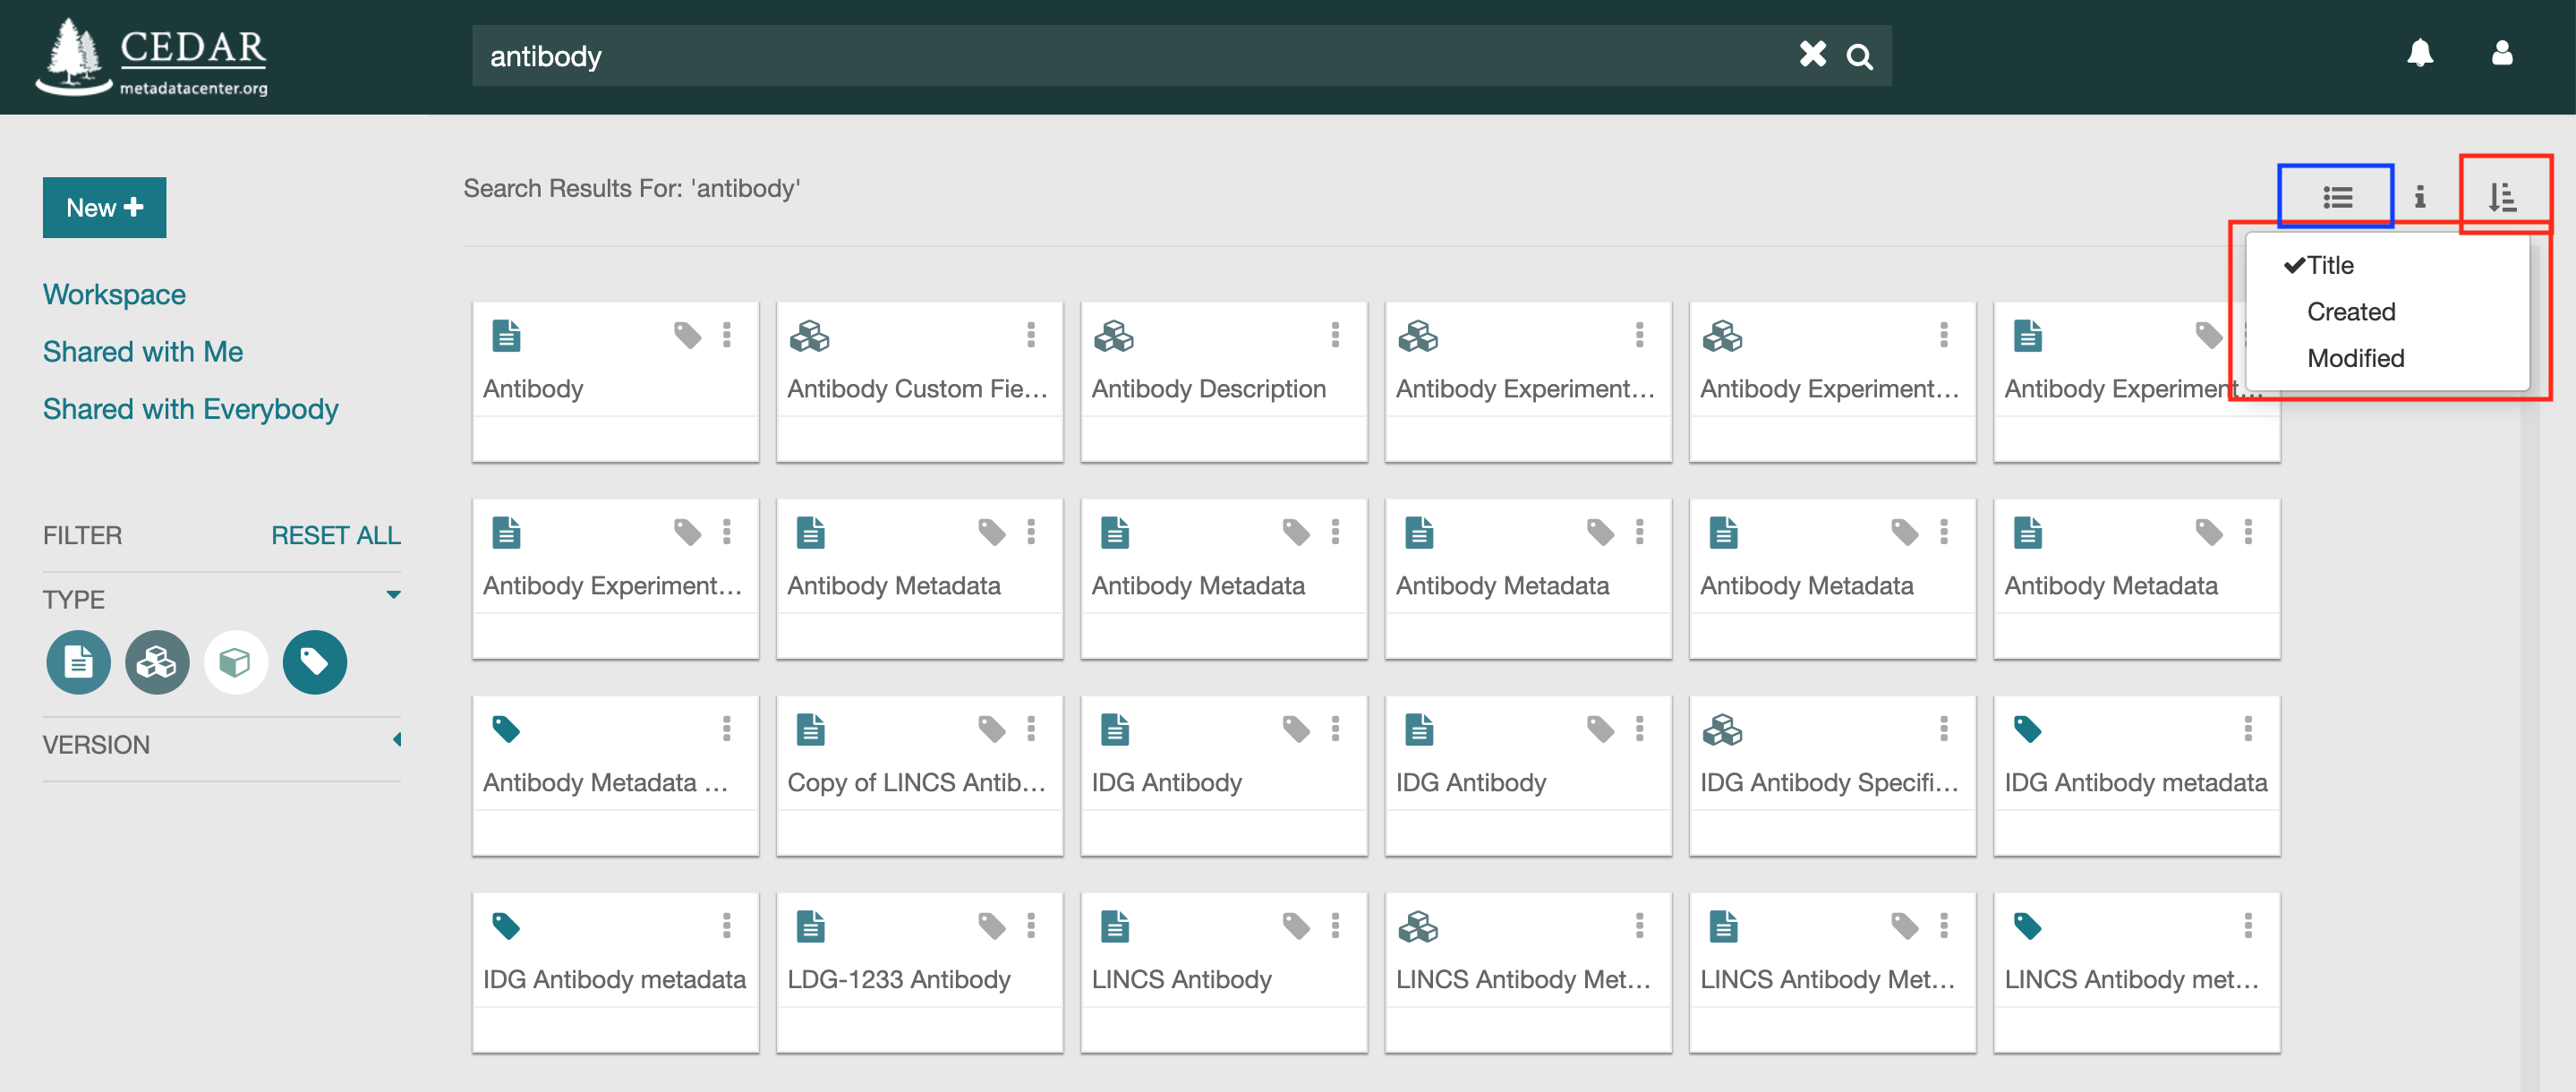 CEDAR
metadatacenter.org
antibody
New
Search Results For: 'antibody'
Title
Created
Modified
Workspace
Shared with Me
Shared with Everybody
FILTER RESET ALL
TYPE
VERSION
Antibody
Antibody Custom Fie...
Antibody Description
Antibody Experiment...
Antibody Experiment...
Antibody Experiment...
Antibody Experiment...
Antibody Metadata
Antibody Metadata
Antibody Metadata
Antibody Metadata
Antibody Metadata
Antibody Metadata ...
Copy of LINCS Antib...
IDG Antibody
IDG Antibody
IDG Antibody Specifi...
IDG Antibody metadata
IDG Antibody metadata
LDG-1233 Antibody
LINCS Antibody
LINCS Antibody Met...
LINCS Antibody Met...
LINCS Antibody met...